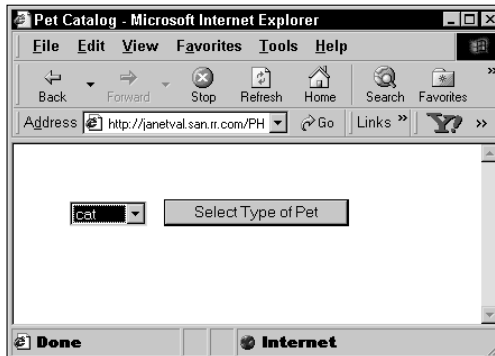 Pet Catalog - Microsoft Internet Explorer
File Edit View Favorites Tools Help
Back Forward Stop Refresh Home Search Favorites »
Address http://janetval.san.rr.com/PH Go Links » Y! »
cat Select Type of Pet
Done Internet